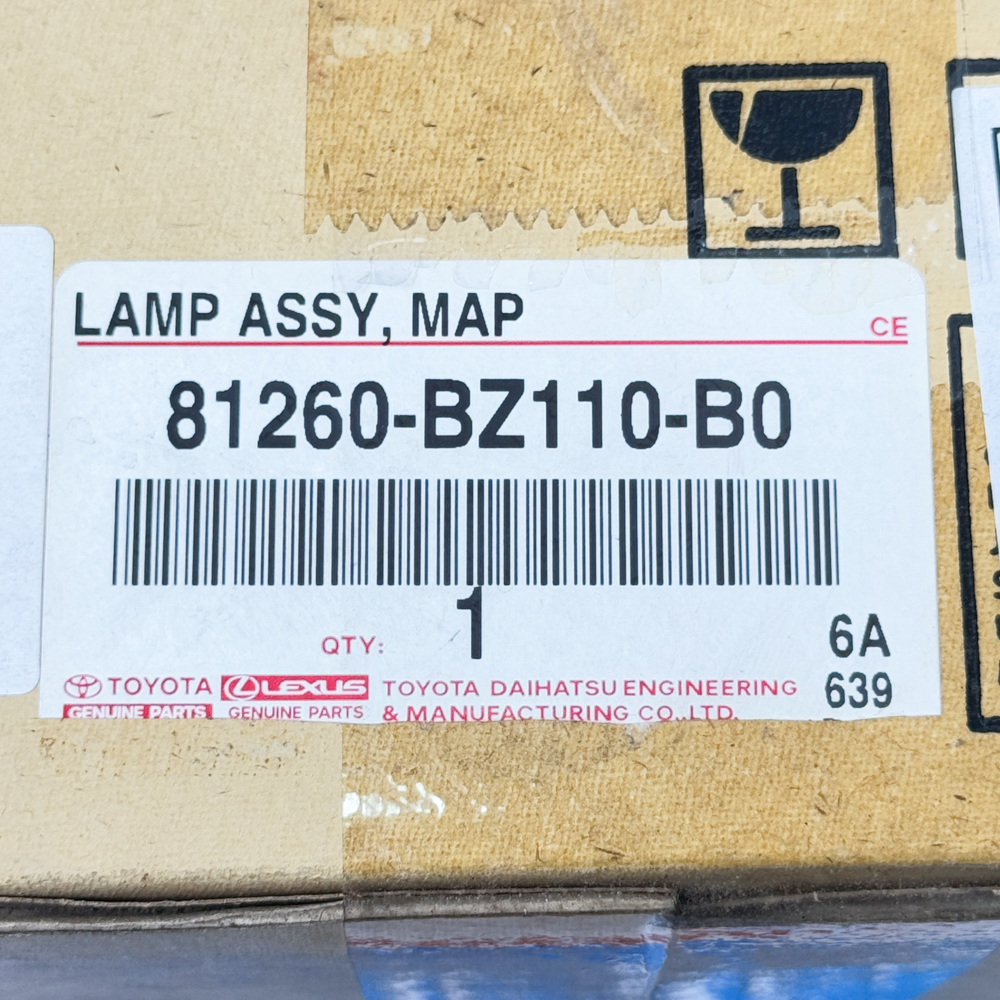 LAMP ASSY, MAP
CE
81260-BZ110-B0
1
QTY:
6A
639
TOYOTA
GENUINE PARTS
LEXUS
GENUINE PARTS
TOYOTA DAIHATSU ENGINEERING
& MANUFACTURING CO.,LTD.